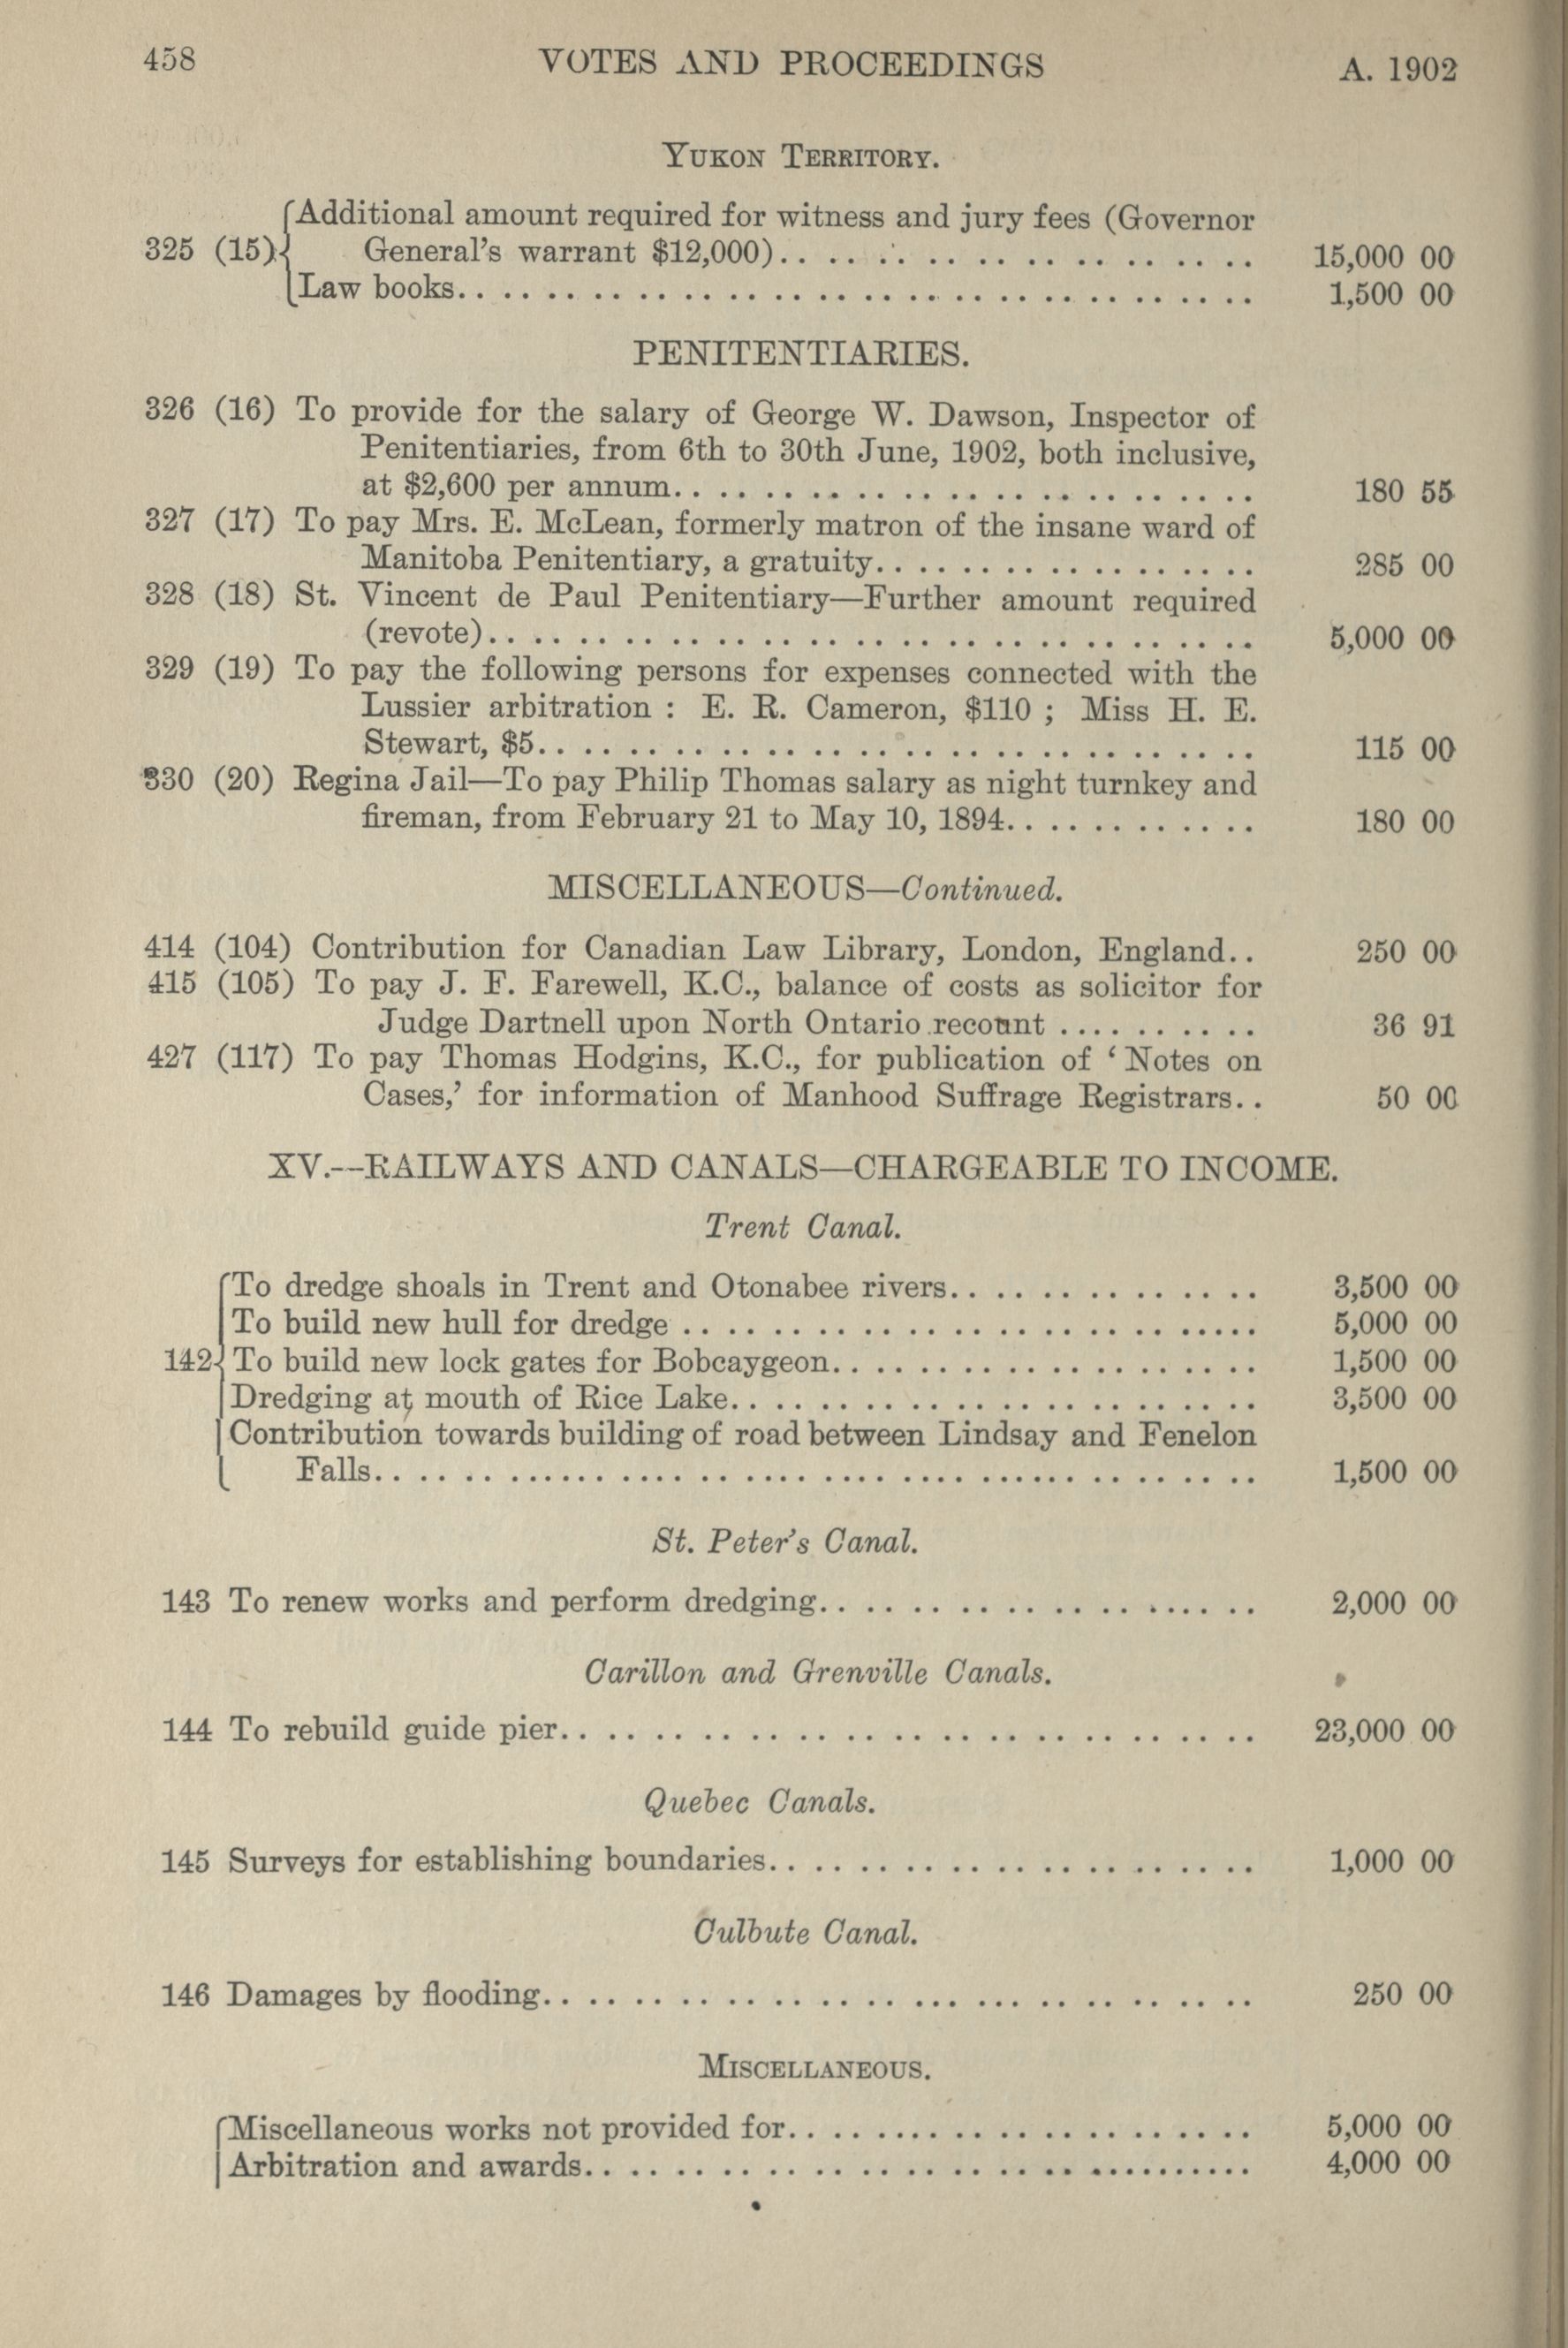 458 VOTES AND PROCEEDINGS A. 1902
YUKON TERRITORY.
Additional amount required for witness and jury fees (Governor
325 (15) General's warrant $12,000).. 15,000 00
Law books.. 1,500 00
PENITENTIARIES.
326 (16) To provide for the salary of George W. Dawson, Inspector of
Penitentiaries, from 6th to 30th June, 1902, both inclusive,
at $2,600 per annum.. 180 55
327 (17) To pay Mrs. E. McLean, formerly matron of the insane ward of
Manitoba Penitentiary, a gratuity.. 285 00
328 (18) St. Vincent de Paul Penitentiary—Further amount required
(revote).. 5,000 00
329 (19) To pay the following persons for expenses connected with the
Lussier arbitration : E. R. Cameron, $110 ; Miss H. E.
Stewart, $5.. 115 00
330 (20) Regina Jail—To pay Philip Thomas salary as night turnkey and
fireman, from February 21 to May 10, 1894.. 180 00
MISCELLANEOUS—Continued.
414 (104) Contribution for Canadian Law Library, London, England.. 250 00
415 (105) To pay J. F. Farewell, K.C., balance of costs as solicitor for
Judge Dartnell upon North Ontario recount .. 36 91
427 (117) To pay Thomas Hodgins, K.C., for publication of ‘ Notes on
Cases,’ for information of Manhood Suffrage Registrars.. 50 00
XV.--RAILWAYS AND CANALS—CHARGEABLE TO INCOME.
Trent Canal.
To dredge shoals in Trent and Otonabee rivers.. 3,500 00
To build new hull for dredge .. 5,000 00
142 To build new lock gates for Bobcaygeon.. 1,500 00
Dredging at mouth of Rice Lake.. 3,500 00
Contribution towards building of road between Lindsay and Fenelon
Falls.. 1,500 00
St. Peter's Canal.
143 To renew works and perform dredging.. 2,000 00
Carillon and Grenville Canals.
144 To rebuild guide pier.. 23,000 00
Quebec Canals.
145 Surveys for establishing boundaries.. 1,000 00
Culbute Canal.
146 Damages by flooding.. 250 00
MISCELLANEOUS.
Miscellaneous works not provided for.. 5,000 00
Arbitration and awards.. 4,000 00